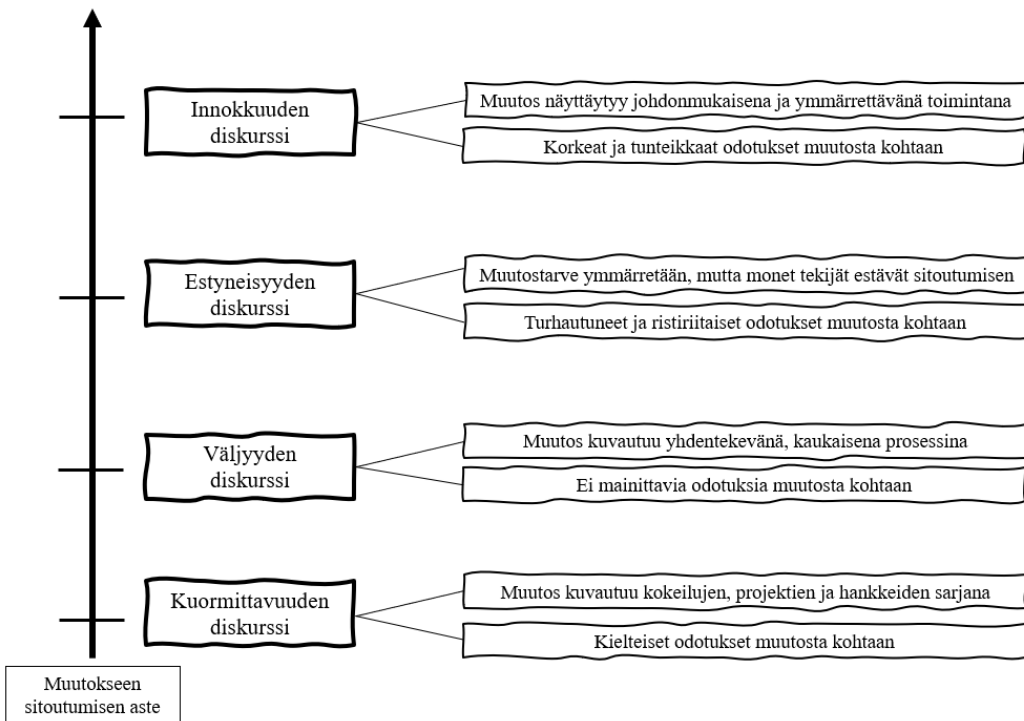 Innokkuuden
diskurssi
Muutos näyttäytyy johdonmukaisena ja ymmärrettävänä toimintana
Korkeat ja tunteikkaat odotukset muutosta kohtaan
Estyneisyyden
diskurssi
Muutostarve ymmärretään, mutta monet tekijät estävät sitoutumisen
Turhautuneet ja ristiriitaiset odotukset muutosta kohtaan
Väljyyden
diskurssi
Muutos kuvautuu yhdentekevänä, kaukaisena prosessina
Ei mainittavia odotuksia muutosta kohtaan
Kuormittavuuden
diskurssi
Muutos kuvautuu kokeilujen, projektien ja hankkeiden sarjana
Kielteiset odotukset muutosta kohtaan
Muutokseen
sitoutumisen aste